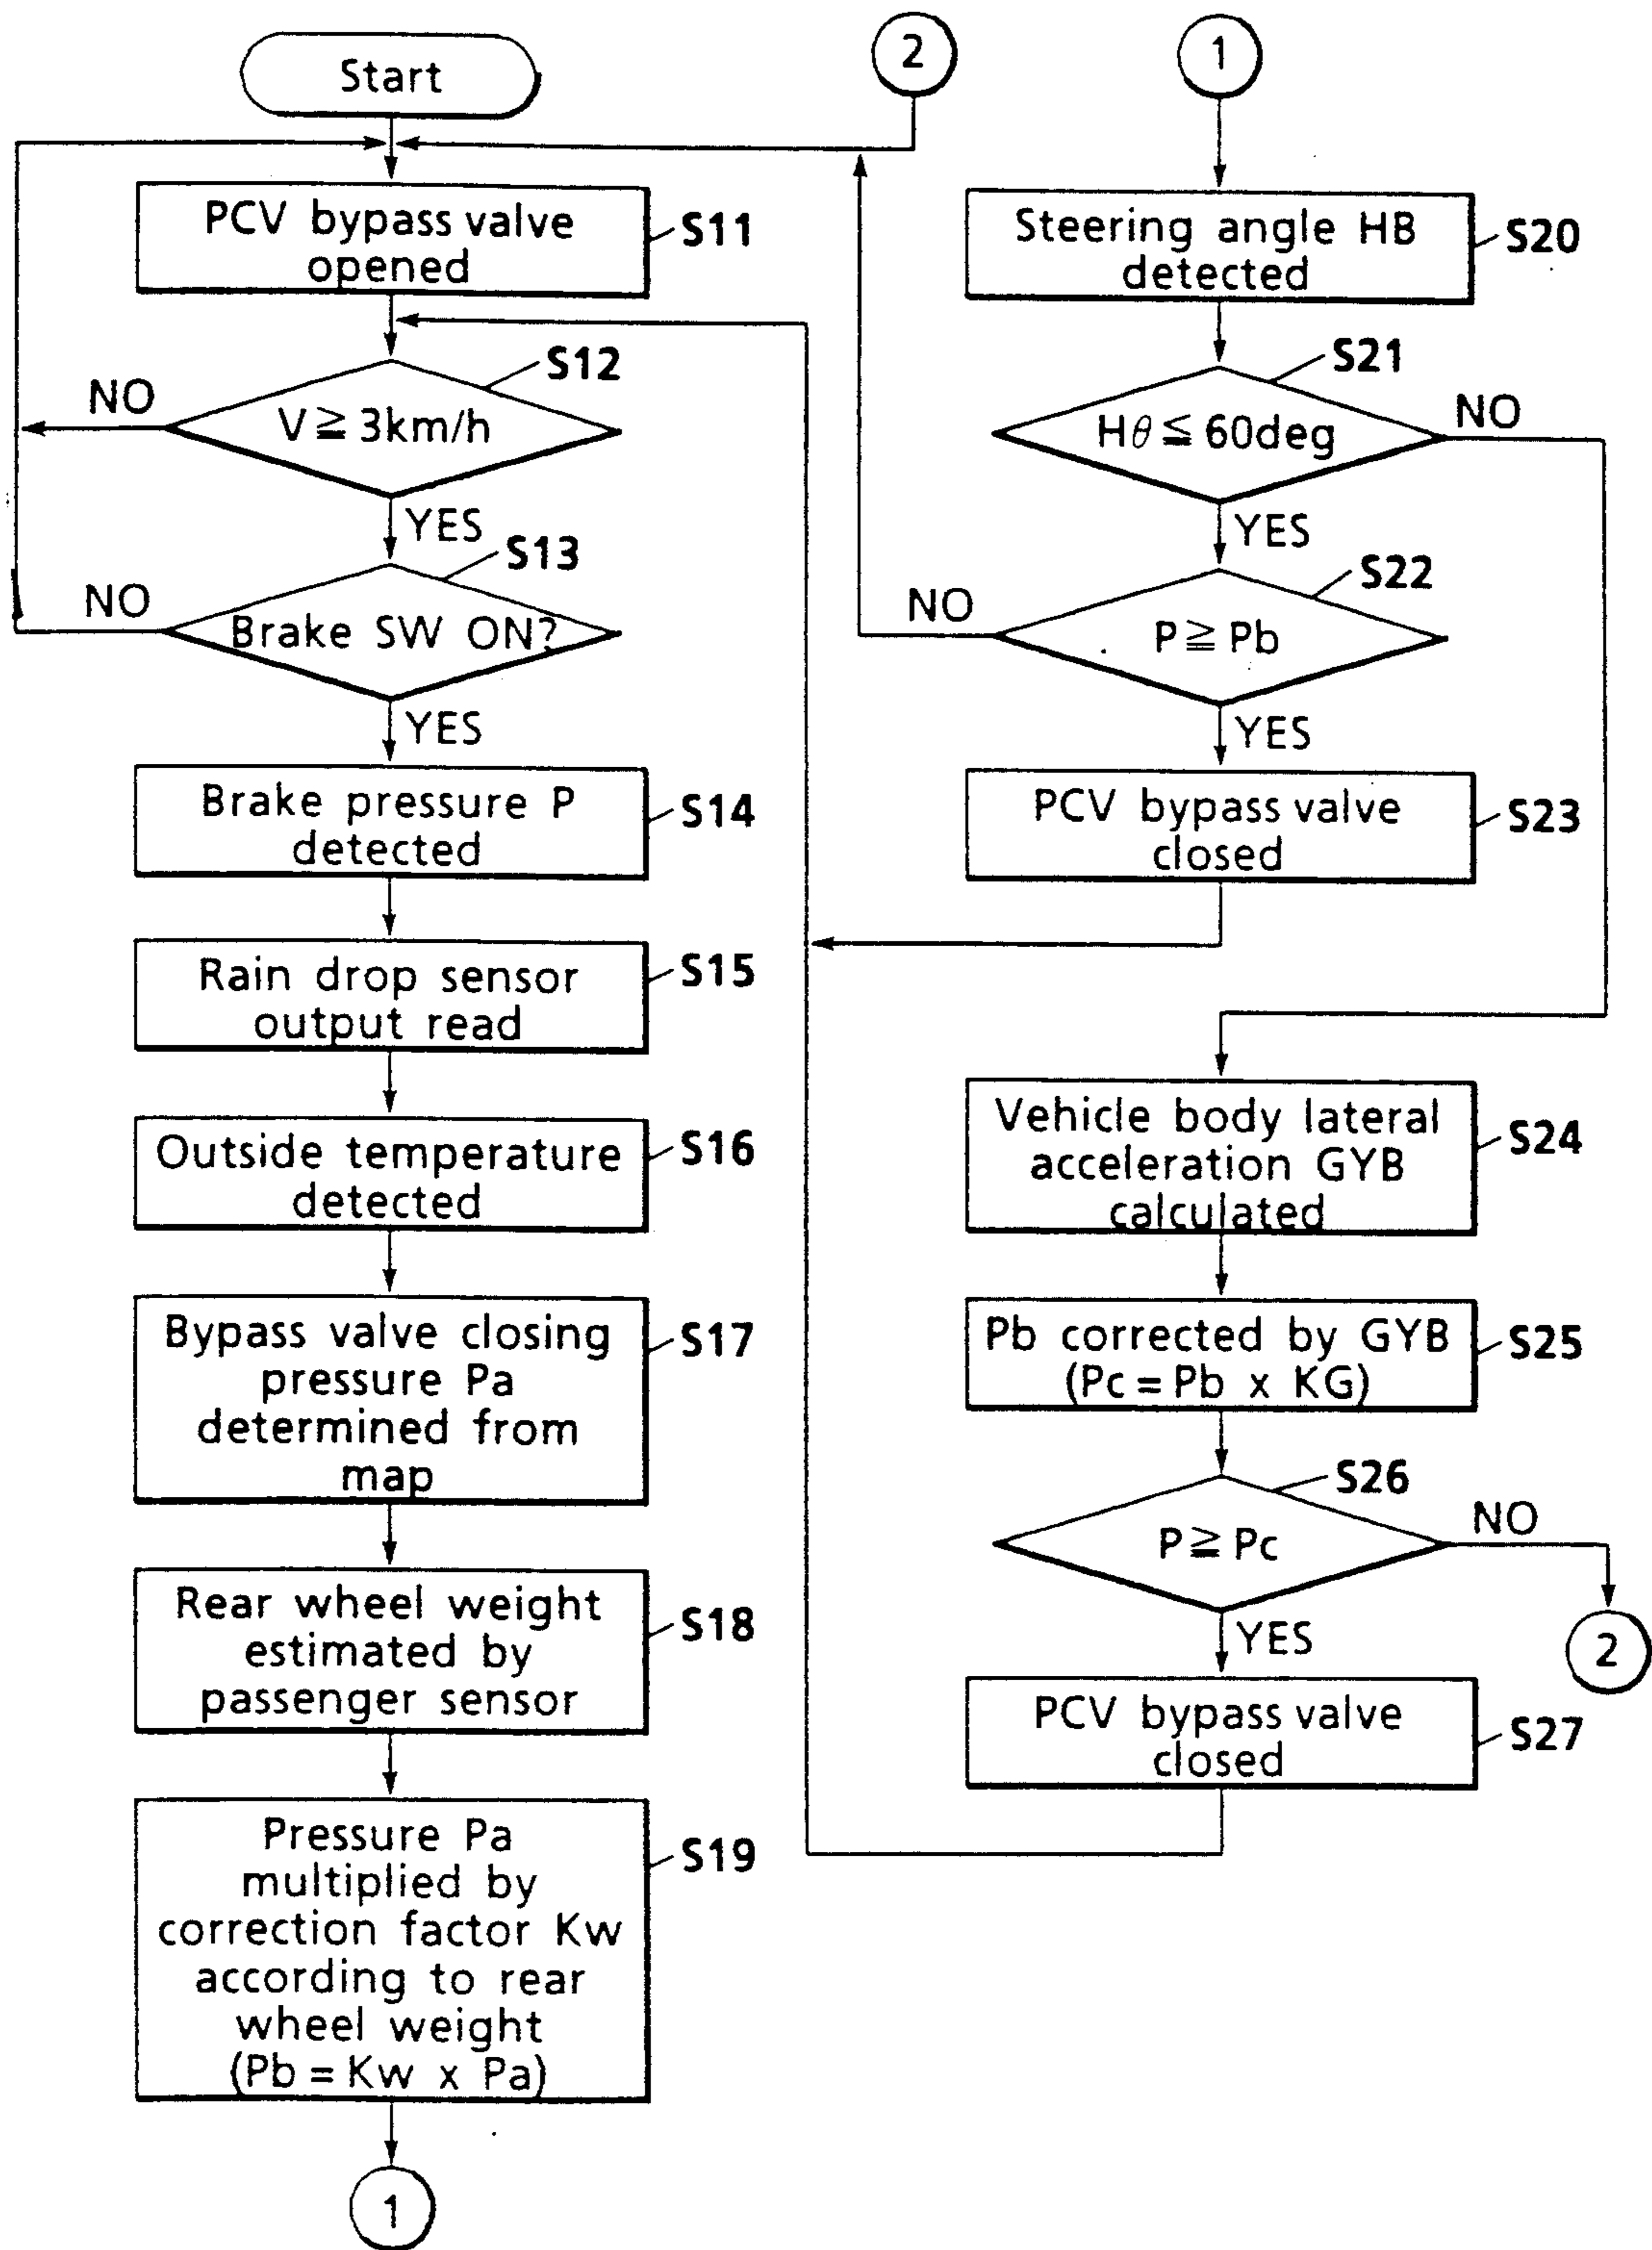 Start
PCV bypass valve
opened
S11
S12
V ≧ 3km/h
NO
YES
S13
Brake SW ON?
NO
YES
Brake pressure P
detected
S14
Rain drop sensor
output read
S15
Outside temperature
detected
S16
Bypass valve closing
pressure Pa
determined from
map
S17
Rear wheel weight
estimated by
passenger sensor
S18
Pressure Pa
multiplied by
correction factor Kw
according to rear
wheel weight
(Pb = Kw x Pa)
S19
1
2
1
Steering angle HB
detected
S20
S21
Hθ ≦ 60deg
NO
YES
S22
P ≧ Pb
NO
YES
PCV bypass valve
closed
S23
Vehicle body lateral
acceleration GYB
calculated
S24
Pb corrected by GYB
(Pc = Pb x KG)
S25
S26
P ≧ Pc
NO
2
YES
PCV bypass valve
closed
S27